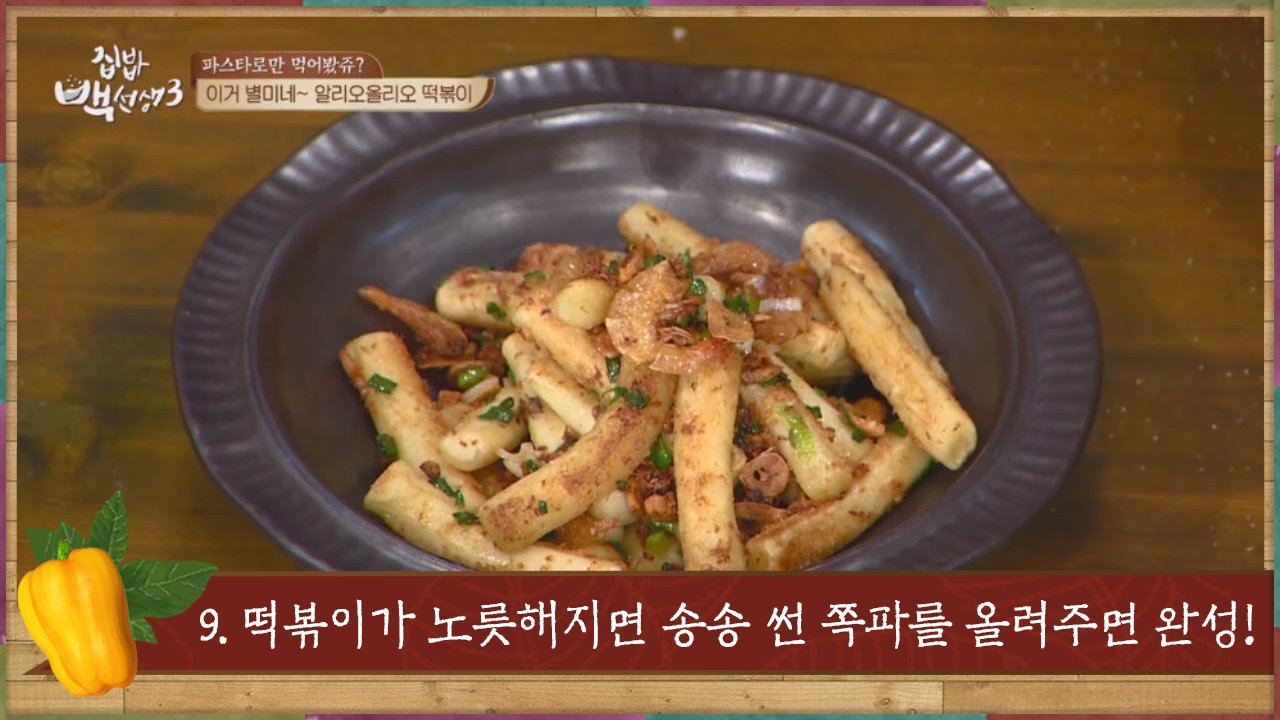 집밥
백선생3
파스타로만 먹어봤쥬?
이거 별미네~ 알리오올리오 떡볶이
9. 떡볶이가 노릇해지면 송송 썬 쪽파를 올려주면 완성!